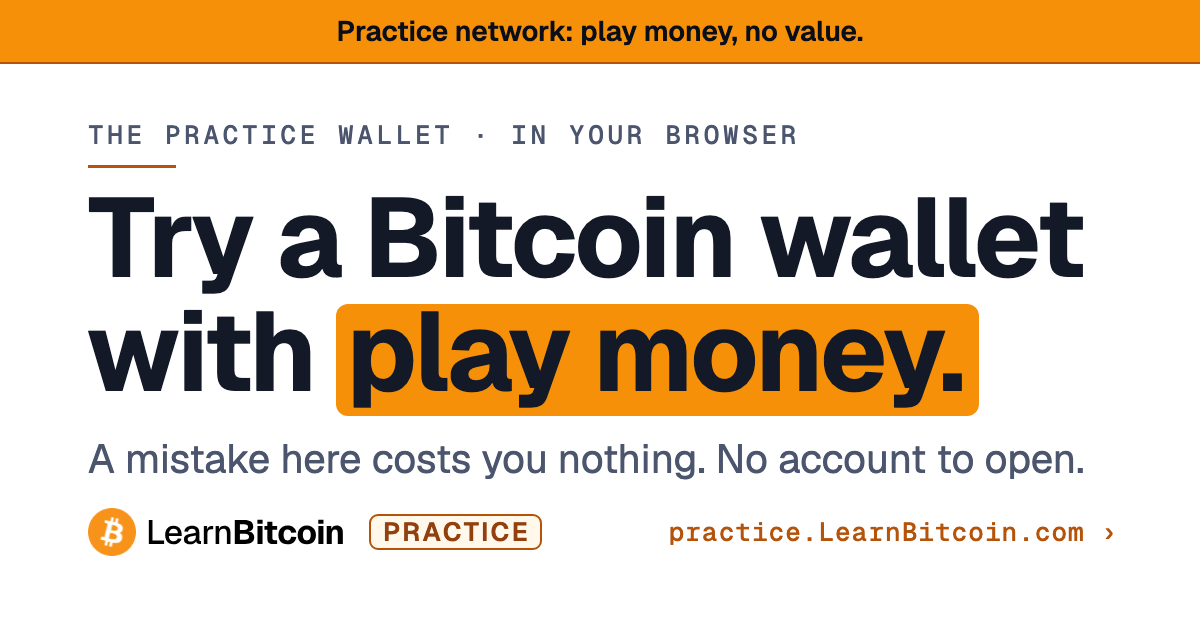 Practice network: play money, no value.
THE PRACTICE WALLET · IN YOUR BROWSER
Try a Bitcoin wallet
with play money.
A mistake here costs you nothing. No account to open.
LearnBitcoin PRACTICE practice.LearnBitcoin.com ›